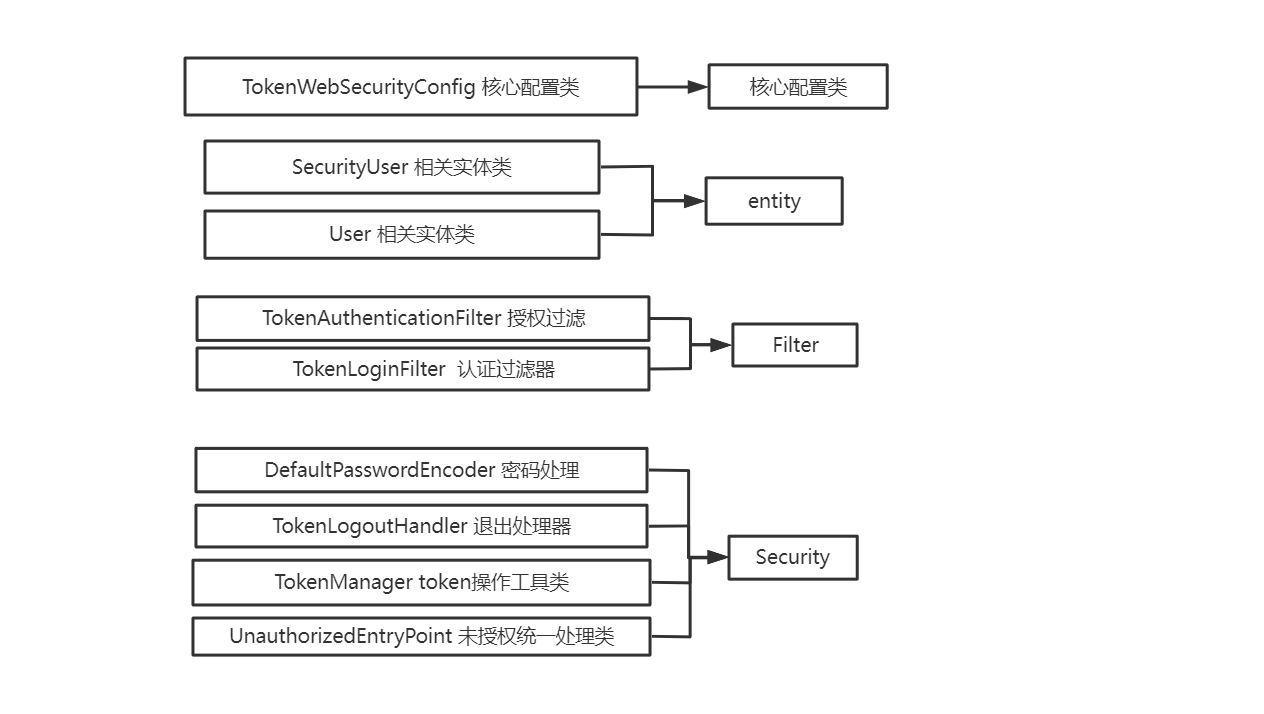 TokenWebSecurityConfig 核心配置类
核心配置类
SecurityUser 相关实体类
User 相关实体类
entity
TokenAuthenticationFilter 授权过滤
TokenLoginFilter  认证过滤器
Filter
DefaultPasswordEncoder 密码处理
TokenLogoutHandler 退出处理器
TokenManager token操作工具类
UnauthorizedEntryPoint 未授权统一处理类
Security